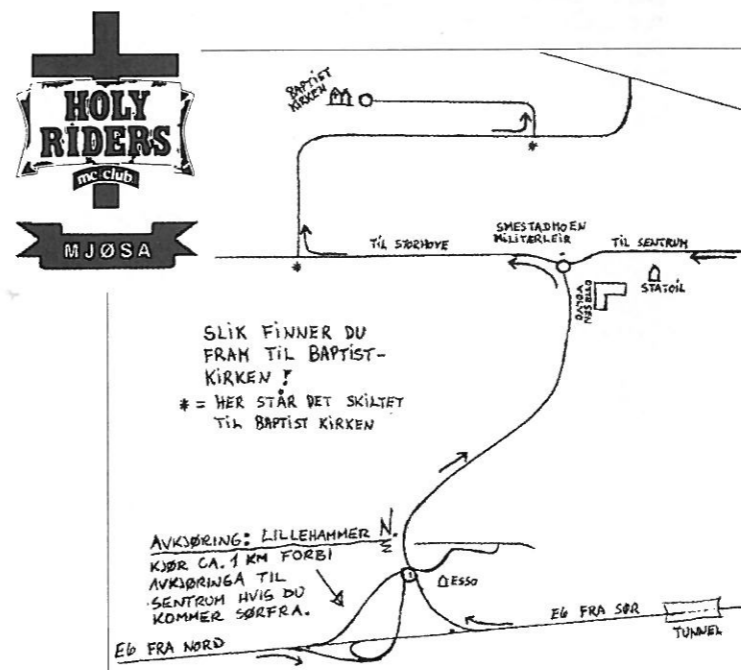 HOLY
RIDERS
mc club
MJØSA
BAPTIST
KIRKEN
*
*
SMESTADMOEN
MILITÆRLEIR
TIL STORHOVE
TIL SENTRUM
STATOIL
VOLVO
SLIK FINNER DU
FRAM TIL BAPTIST-
KIRKEN !
* = HER STÅR DET SKILTET
TIL BAPTIST KIRKEN
AVKJØRING: LILLEHAMMER N.
KJØR CA. 1 KM FORBI
AVKJØRINGA TIL
SENTRUM HVIS DU
KOMMER SØRFRA.
ESSO
E6 FRA NORD
E6 FRA SØR
TUNNEL